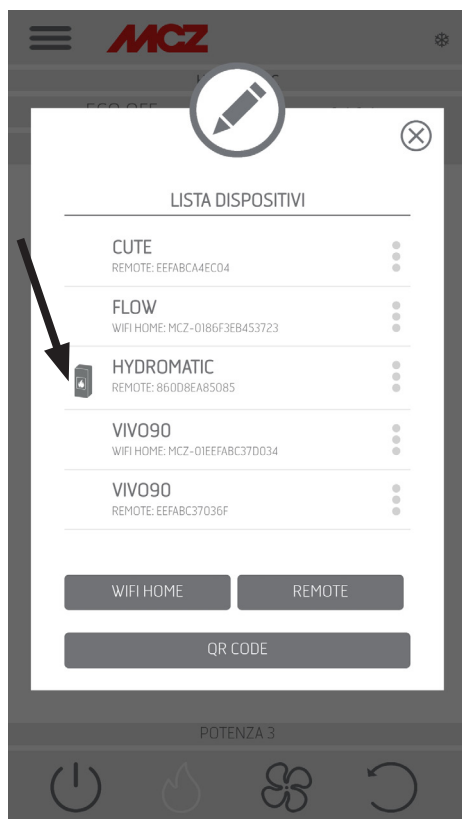 MCZ
LISTA DISPOSITIVI
CUTE
REMOTE: EEFABCA4EC04
FLOW
WIFI HOME: MCZ-0186F3EB453723
HYDROMATIC
REMOTE: 860D8EA85085
VIVO90
WIFI HOME: MCZ-01EEFABC37D034
VIVO90
REMOTE: EEFABC37036F
WIFI HOME
REMOTE
QR CODE
POTENZA 3